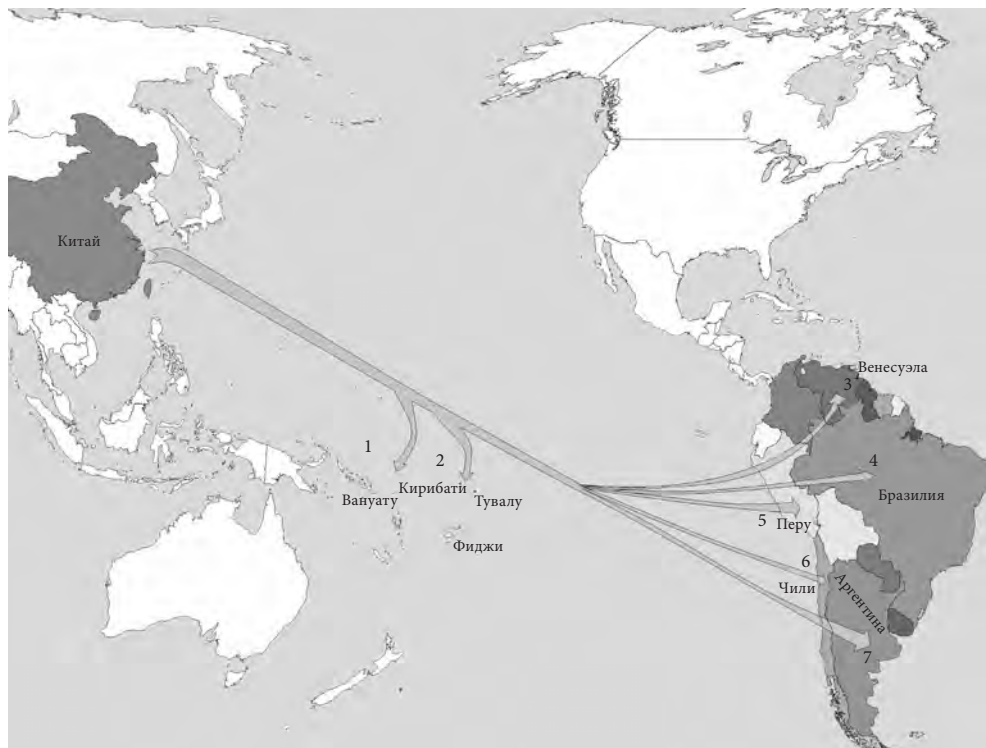 Китай
Венесуэла
3
1
2
4
Кирибати
Вануату
Тувалу
Бразилия
5
Перу
Фиджи
6
Чили
Аргентина
7